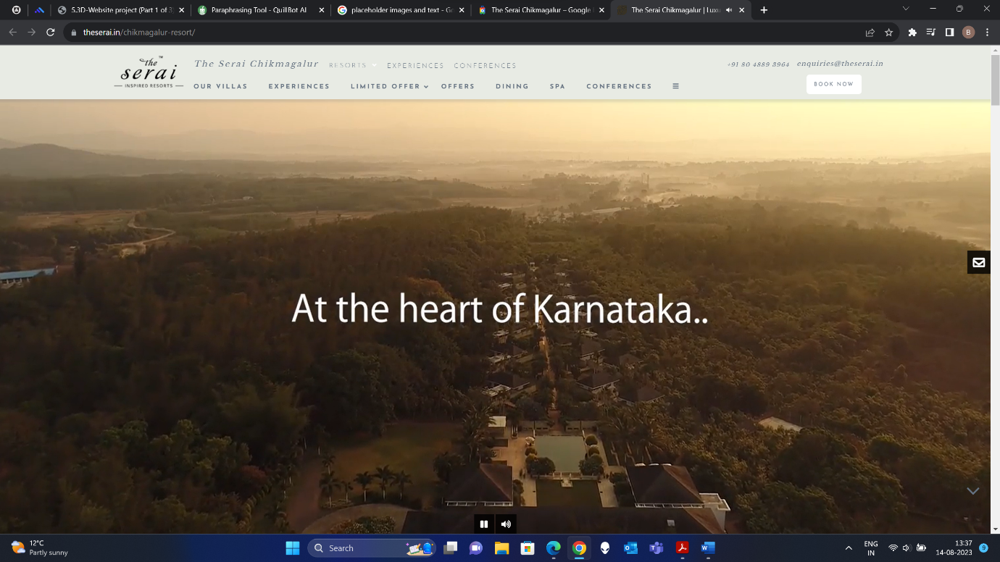 5.3D-Website project (Part 1 of 3)
Paraphrasing Tool - QuillBot AI
placeholder images and text - Go
The Serai Chikmagalur – Google
The Serai Chikmagalur | Luxu
theserai.in/chikmagalur-resort/
B
the serai TM
INSPIRED RESORTS
The Serai Chikmagalur RESORTS EXPERIENCES CONFERENCES
+91 80 4889 3964 enquiries@theserai.in
OUR VILLAS EXPERIENCES LIMITED OFFER OFFERS DINING SPA CONFERENCES
BOOK NOW
At the heart of Karnataka..
12°C
Partly sunny
Search
ENG
IN
13:37
14-08-2023
9